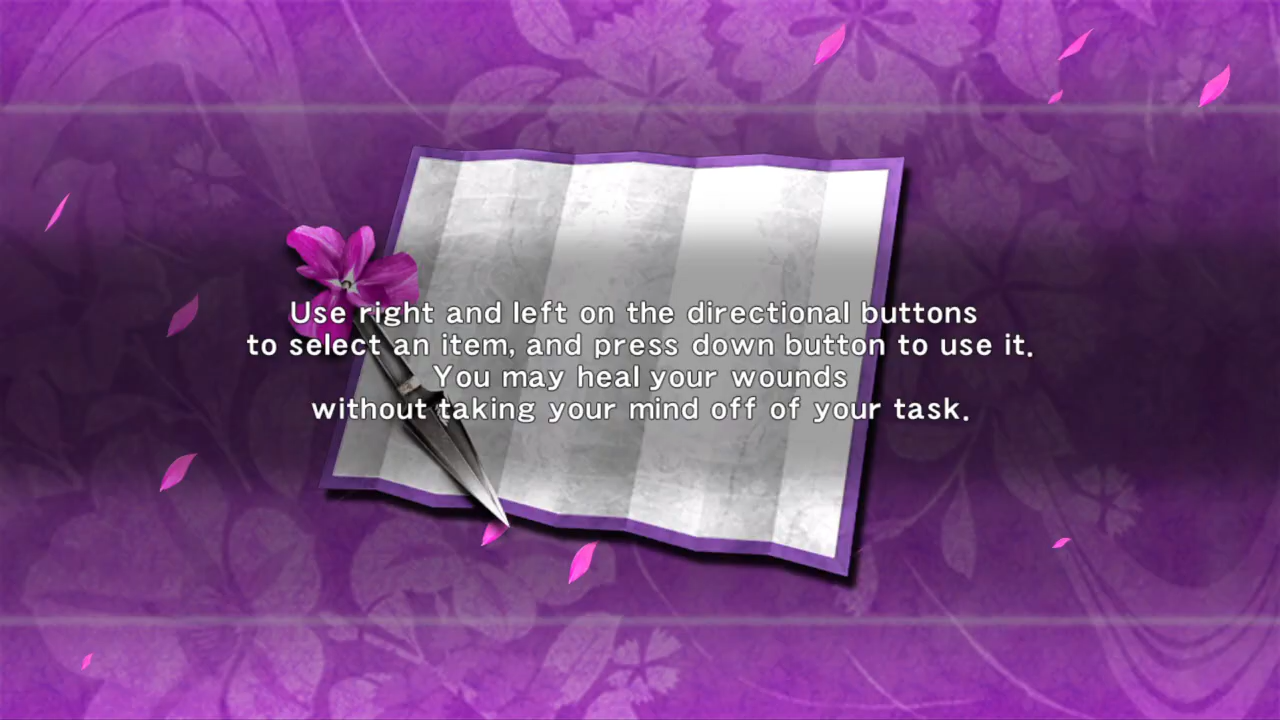 Use right and left on the directional buttons
to select an item, and press down button to use it.
You may heal your wounds
without taking your mind off of your task.